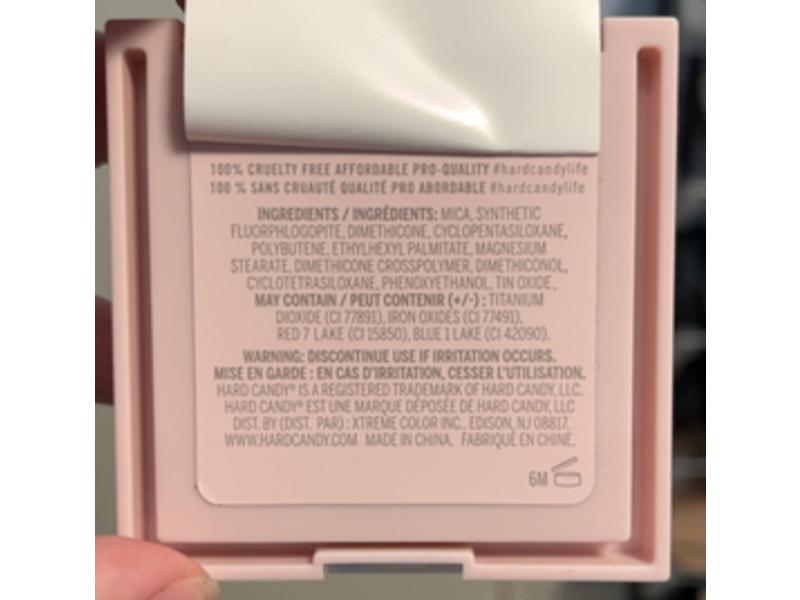 100% CRUELTY FREE AFFORDABLE PRO-QUALITY #hardcandylife
100 % SANS CRUAUTÉ QUALITÉ PRO ABORDABLE #hardcandylife
INGREDIENTS / INGRÉDIENTS: MICA, SYNTHETIC
FLUORPHLOGOPITE, DIMETHICONE, CYCLOPENTASILOXANE,
POLYBUTENE, ETHYLHEXYL PALMITATE, MAGNESIUM
STEARATE, DIMETHICONE CROSSPOLYMER, DIMETHICONOL,
CYCLOTETRASILOXANE, PHENOXYETHANOL, TIN OXIDE.
MAY CONTAIN / PEUT CONTENIR (+/-) : TITANIUM
DIOXIDE (CI 77891), IRON OXIDES (CI 77491),
RED 7 LAKE (CI 15850), BLUE 1 LAKE (CI 42090).
WARNING: DISCONTINUE USE IF IRRITATION OCCURS.
MISE EN GARDE : EN CAS D'IRRITATION, CESSER L'UTILISATION.
HARD CANDY® IS A REGISTERED TRADEMARK OF HARD CANDY, LLC.
HARD CANDY® EST UNE MARQUE DÉPOSÉE DE HARD CANDY, LLC
DIST. BY (DIST. PAR) : XTREME COLOR INC., EDISON, NJ 08817.
WWW.HARDCANDY.COM MADE IN CHINA. FABRIQUÉ EN CHINE.
6M